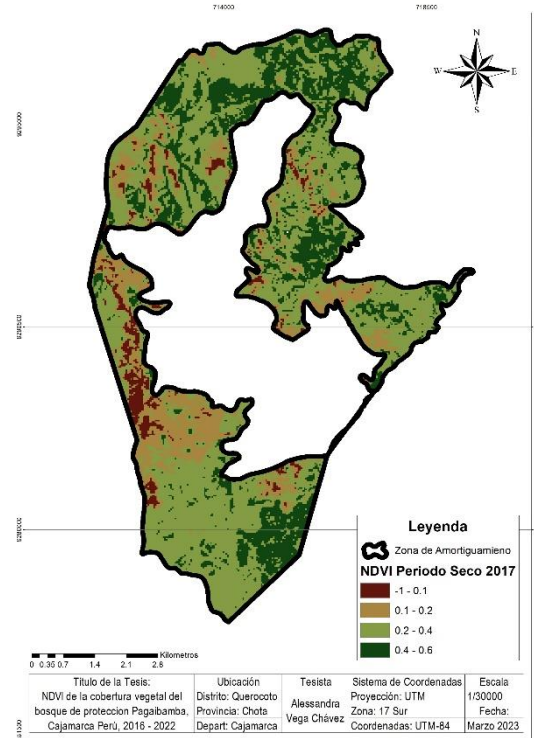 714000
718000
N
W
E
S
Leyenda
Zona de Amortiguamieno
NDVI Periodo Seco 2017
-1 - 0.1
0.1 - 0.2
0.2 - 0.4
0.4 - 0.6
Kilometros
0 0.35 0.7 1.4 2.1 2.8
Titulo de la Tesis:
NDVI de la cobertura vegetal del
bosque de proteccion Pagaibamba,
Cajamarca Perú, 2016 - 2022
Ubicación
Distrito: Querocoto
Provincia: Chota
Depart: Cajamarca
Tesista
Alessandra
Vega Chávez
Sistema de Coordenadas
Proyección: UTM
Zona: 17 Sur
Coordenadas: UTM-84
Escala
1/30000
Fecha:
Marzo 2023